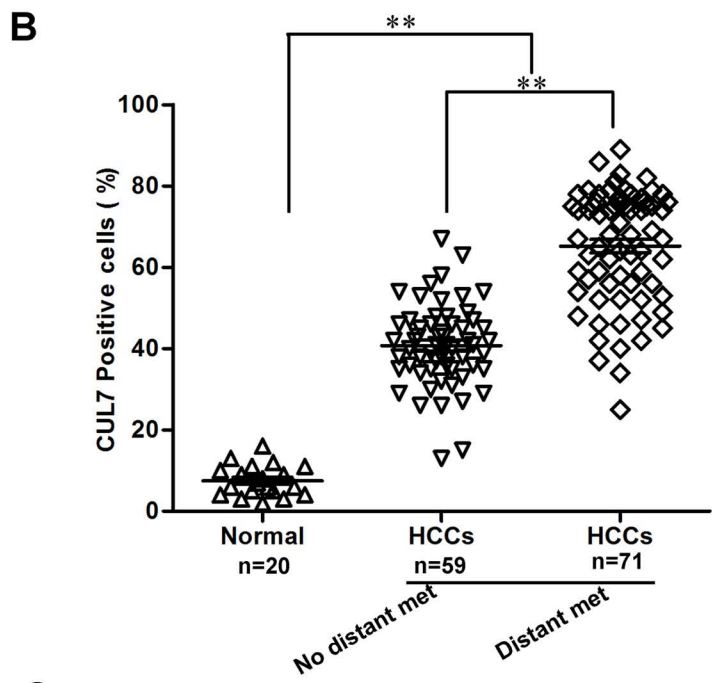 B
**
**
100
80
60
40
20
0
CUL7 Positive cells ( %)
Normal
HCCs
HCCs
n=20
n=59
n=71
No distant met
Distant met